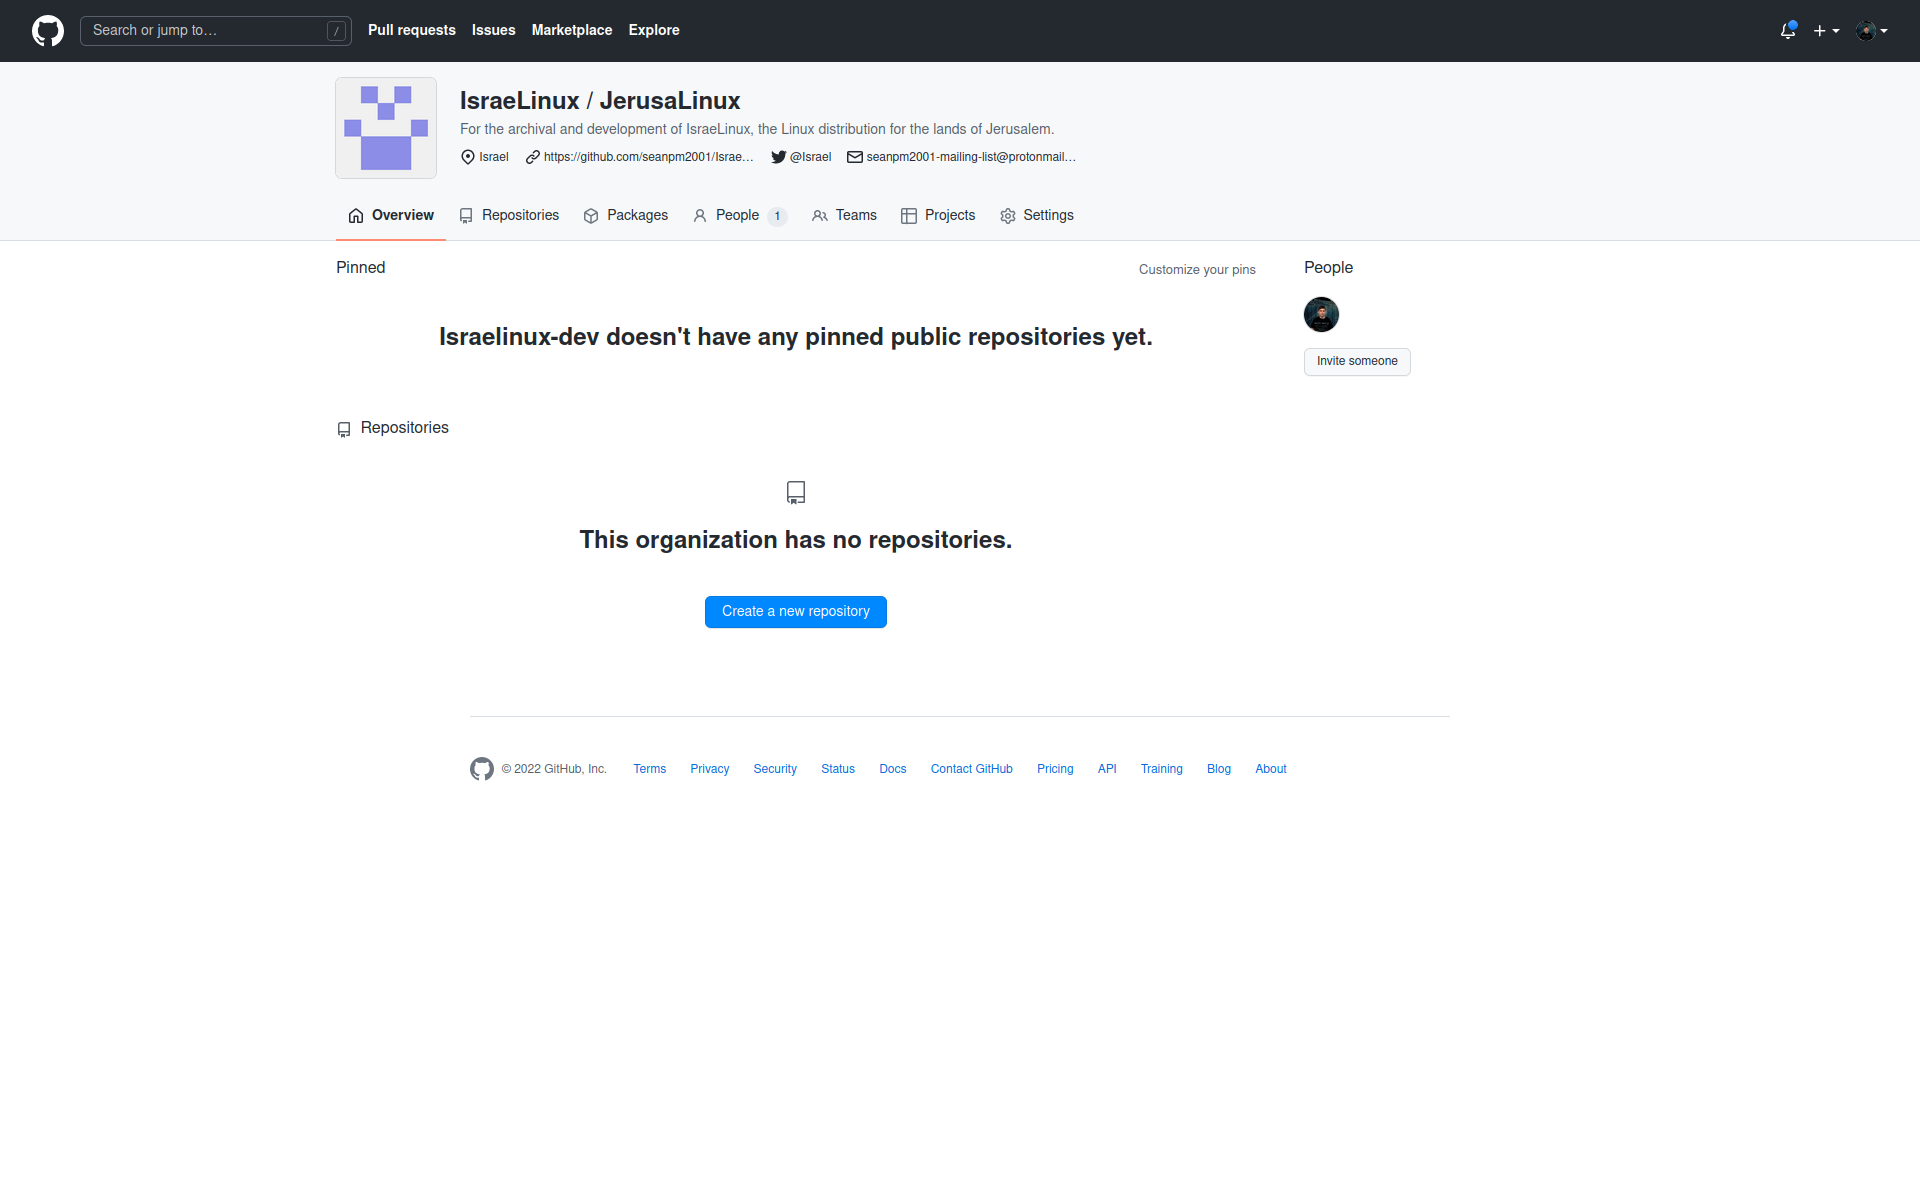 Search or jump to…
/
Pull requests Issues Marketplace Explore
IsraeLinux / JerusaLinux
For the archival and development of IsraeLinux, the Linux distribution for the lands of Jerusalem.
Israel https://github.com/seanpm2001/Israe… @Israel seanpm2001-mailing-list@protonmail…
Overview Repositories Packages People 1 Teams Projects Settings
Pinned
Customize your pins
People
Israelinux-dev doesn't have any pinned public repositories yet.
Invite someone
Repositories
This organization has no repositories.
Create a new repository
© 2022 GitHub, Inc. Terms Privacy Security Status Docs Contact GitHub Pricing API Training Blog About